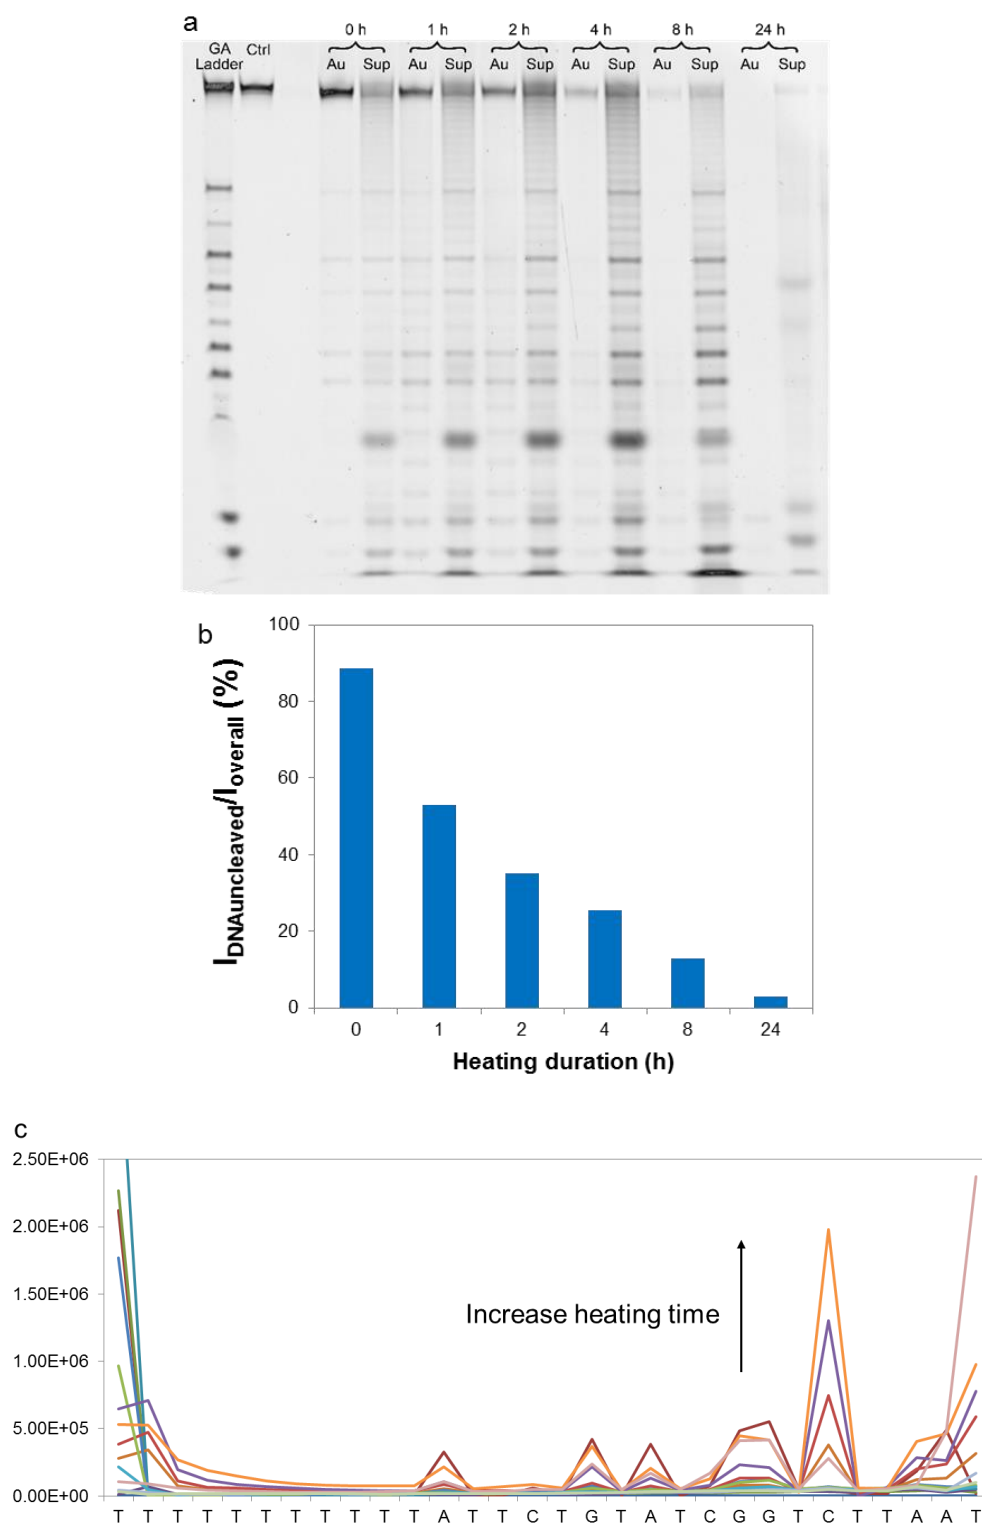 a
0 h 1 h 2 h 4 h 8 h 24 h
GA Ladder Ctrl Au Sup Au Sup Au Sup Au Sup Au Sup Au Sup
b
100
80
60
40
20
0
IDNAuncleaved/Ioverall (%)
0 1 2 4 8 24
Heating duration (h)
c
2.50E+06
2.00E+06
1.50E+06
1.00E+06
5.00E+05
0.00E+00
Increase heating time
T T T T T T T T T T T A T T C T G T A T C G G T C T T A A T